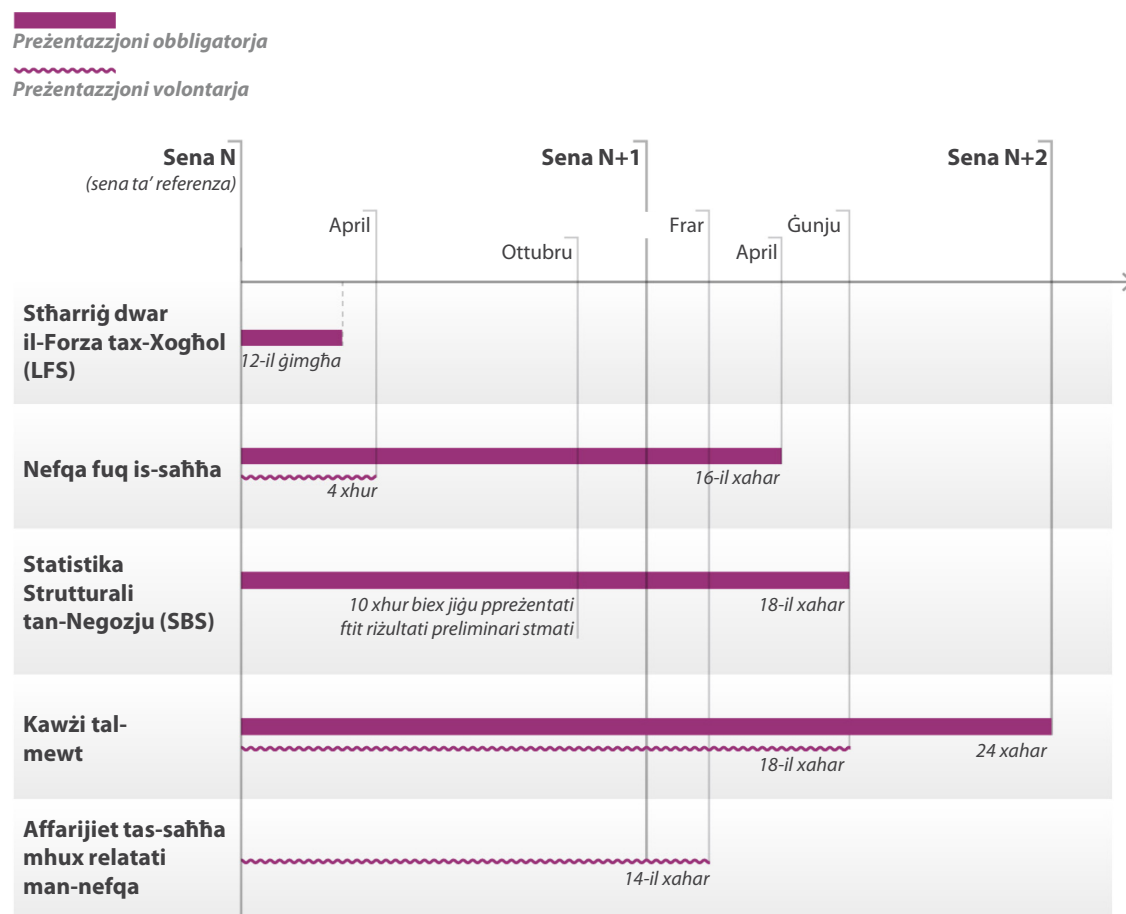 Preżentazzjoni obbligatorja
Preżentazzjoni volontarja
Sena N
(sena ta' referenza)
Sena N+1
Sena N+2
April
Ottubru
Frar
April
Ġunju
Stħarriġ dwar
il-Forza tax-Xogħol
(LFS)
12-il ġimgħa
Nefqa fuq is-saħħa
4 xhur
16-il xahar
Statistika
Strutturali
tan-Negozju (SBS)
10 xhur biex jiġu ppreżentati
ftit riżultati preliminari stmati
18-il xahar
Kawżi tal-
mewt
18-il xahar
24 xahar
Affarijiet tas-saħħa
mhux relatati
man-nefqa
14-il xahar